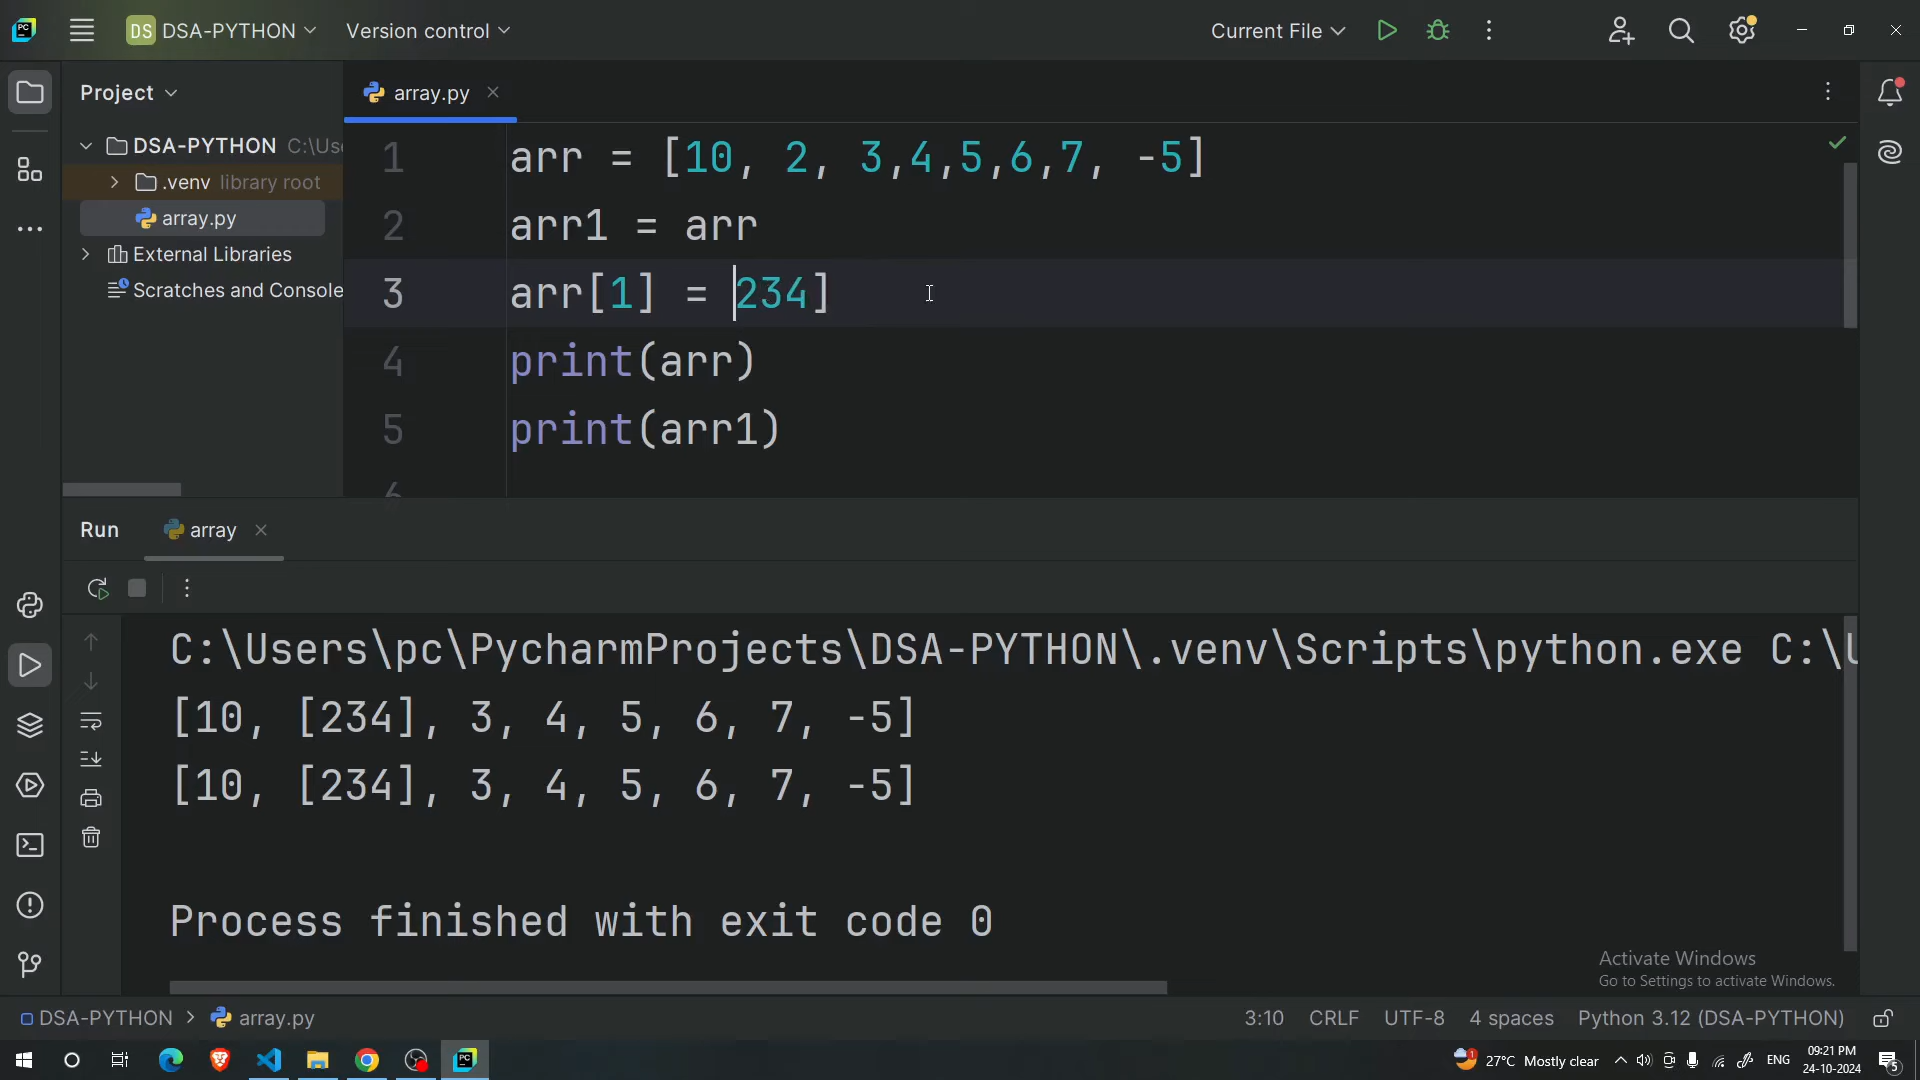 PC
DS DSA-PYTHON
Version control
Current File
Project
array.py
DSA-PYTHON C:\Use
.venv library root
array.py
External Libraries
Scratches and Console
1 arr = [10, 2, 3,4,5,6,7, -5]
2 arr1 = arr
3 arr[1] = 234]
4 print(arr)
5 print(arr1)
6
Run
array
C:\Users\pc\PycharmProjects\DSA-PYTHON\.venv\Scripts\python.exe C:\U
[10, [234], 3, 4, 5, 6, 7, -5]
[10, [234], 3, 4, 5, 6, 7, -5]
Process finished with exit code 0
Activate Windows
Go to Settings to activate Windows.
DSA-PYTHON > array.py
3:10 CRLF UTF-8 4 spaces Python 3.12 (DSA-PYTHON)
PC
1
27°C Mostly clear
ENG
09:21 PM
24-10-2024
5